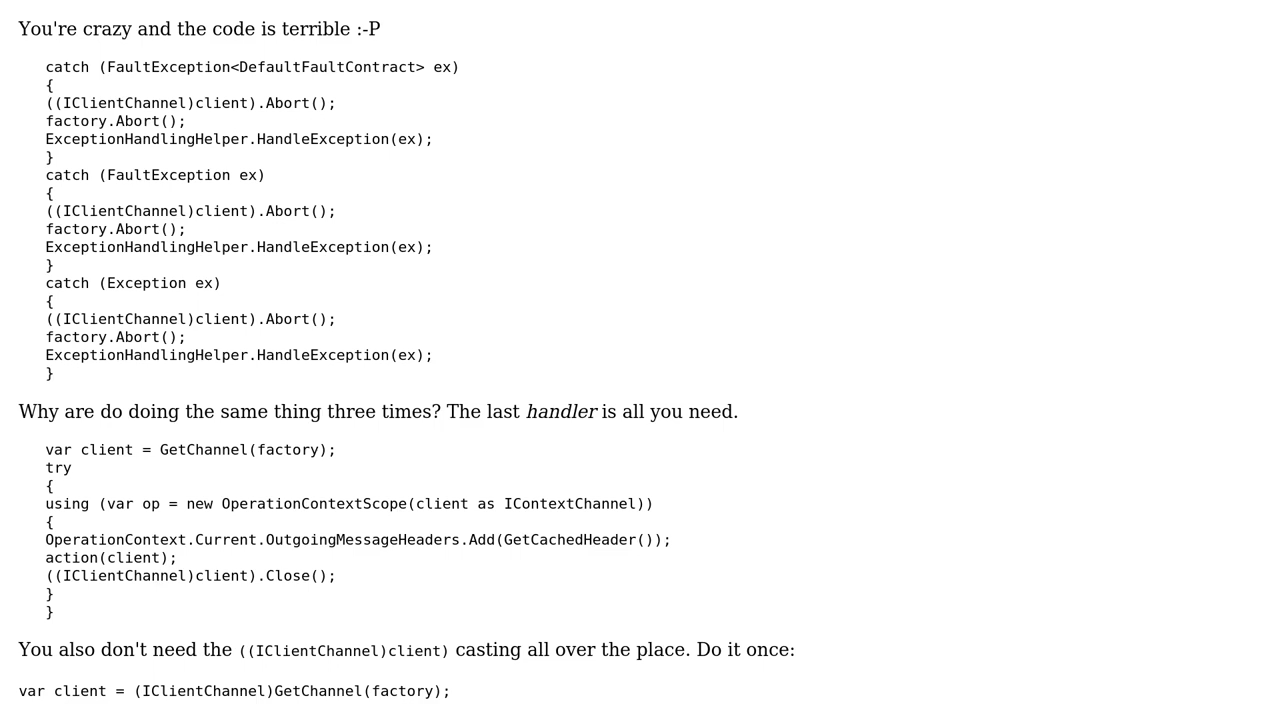 You're crazy and the code is terrible :-P
catch (FaultException<DefaultFaultContract> ex)
{
((IClientChannel)client).Abort();
factory.Abort();
ExceptionHandlingHelper.HandleException(ex);
}
catch (FaultException ex)
{
((IClientChannel)client).Abort();
factory.Abort();
ExceptionHandlingHelper.HandleException(ex);
}
catch (Exception ex)
{
((IClientChannel)client).Abort();
factory.Abort();
ExceptionHandlingHelper.HandleException(ex);
}
Why are do doing the same thing three times? The last handler is all you need.
var client = GetChannel(factory);
try
{
using (var op = new OperationContextScope(client as IContextChannel))
{
OperationContext.Current.OutgoingMessageHeaders.Add(GetCachedHeader());
action(client);
((IClientChannel)client).Close();
}
}
You also don't need the ((IClientChannel)client) casting all over the place. Do it once:
var client = (IClientChannel)GetChannel(factory);